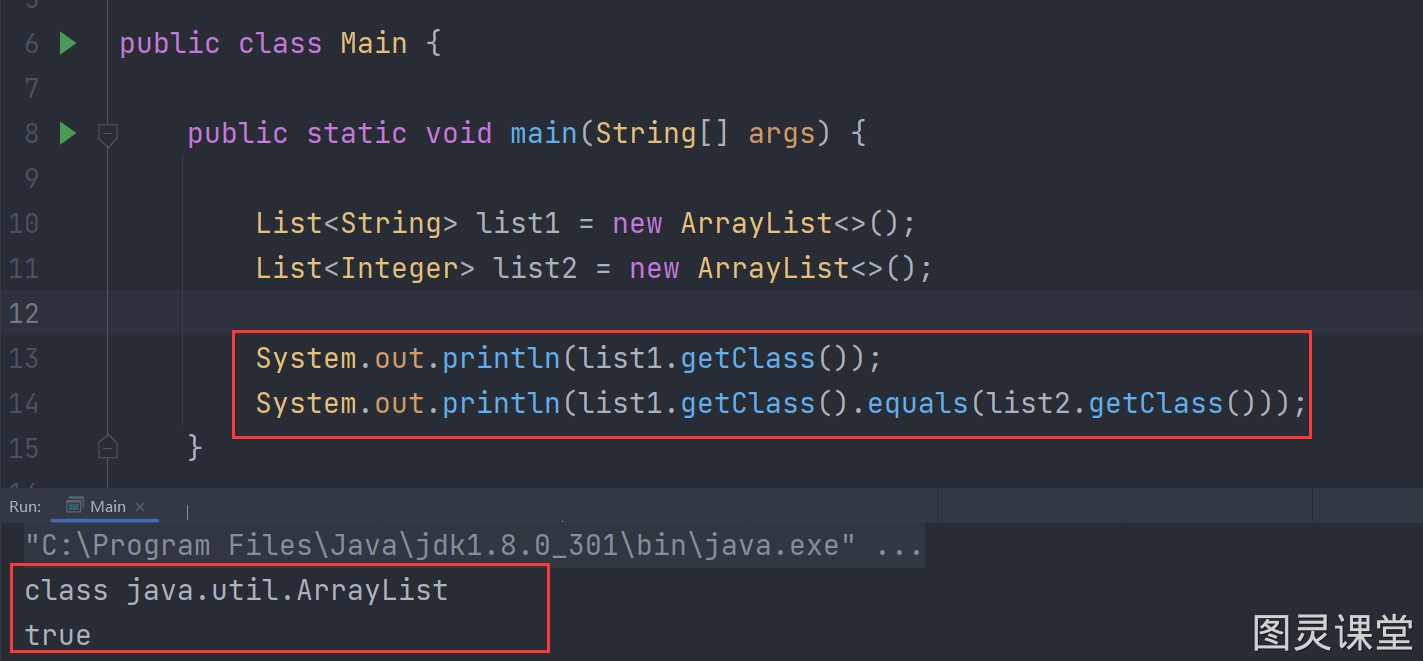 6 public class Main {
7
8 public static void main(String[] args) {
9
10 List<String> list1 = new ArrayList<>();
11 List<Integer> list2 = new ArrayList<>();
12
13 System.out.println(list1.getClass());
14 System.out.println(list1.getClass().equals(list2.getClass()));
15 }
Run: Main ×
"C:\Program Files\Java\jdk1.8.0_301\bin\java.exe" ...
class java.util.ArrayList
true
图灵课堂